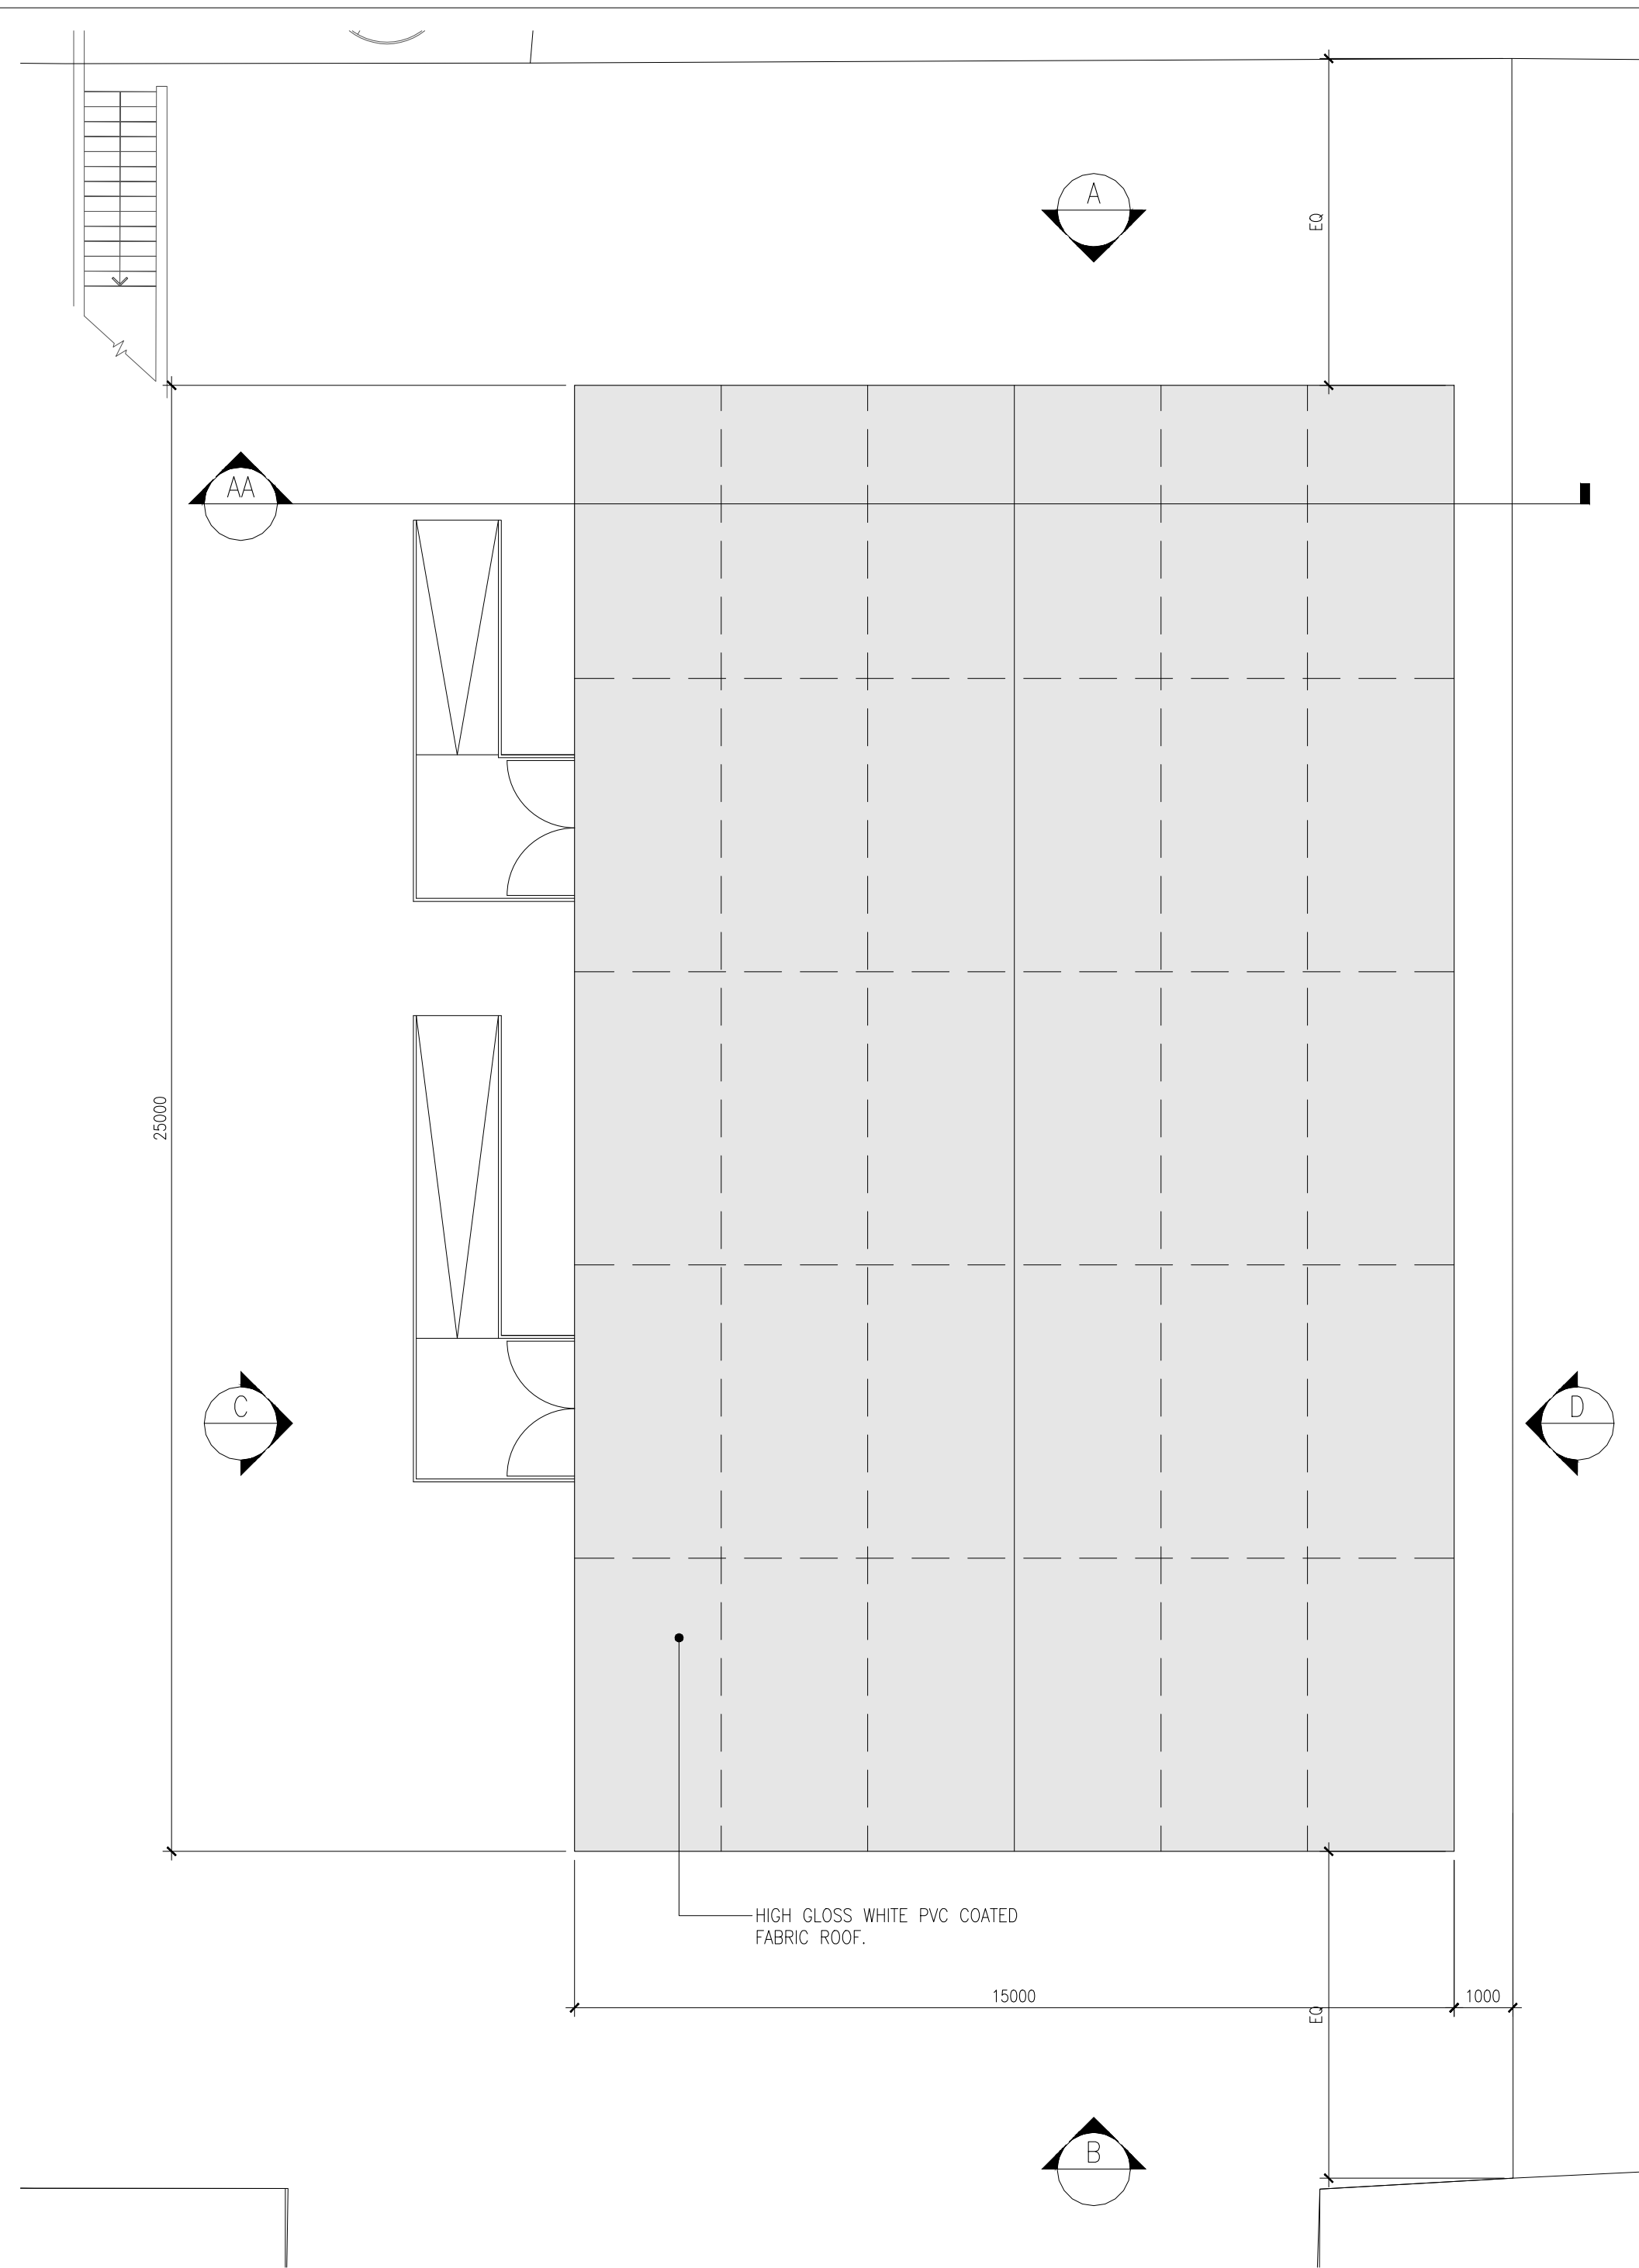 A
EQ
AA
25000
C
D
HIGH GLOSS WHITE PVC COATED
FABRIC ROOF.
15000
1000
EQ
B